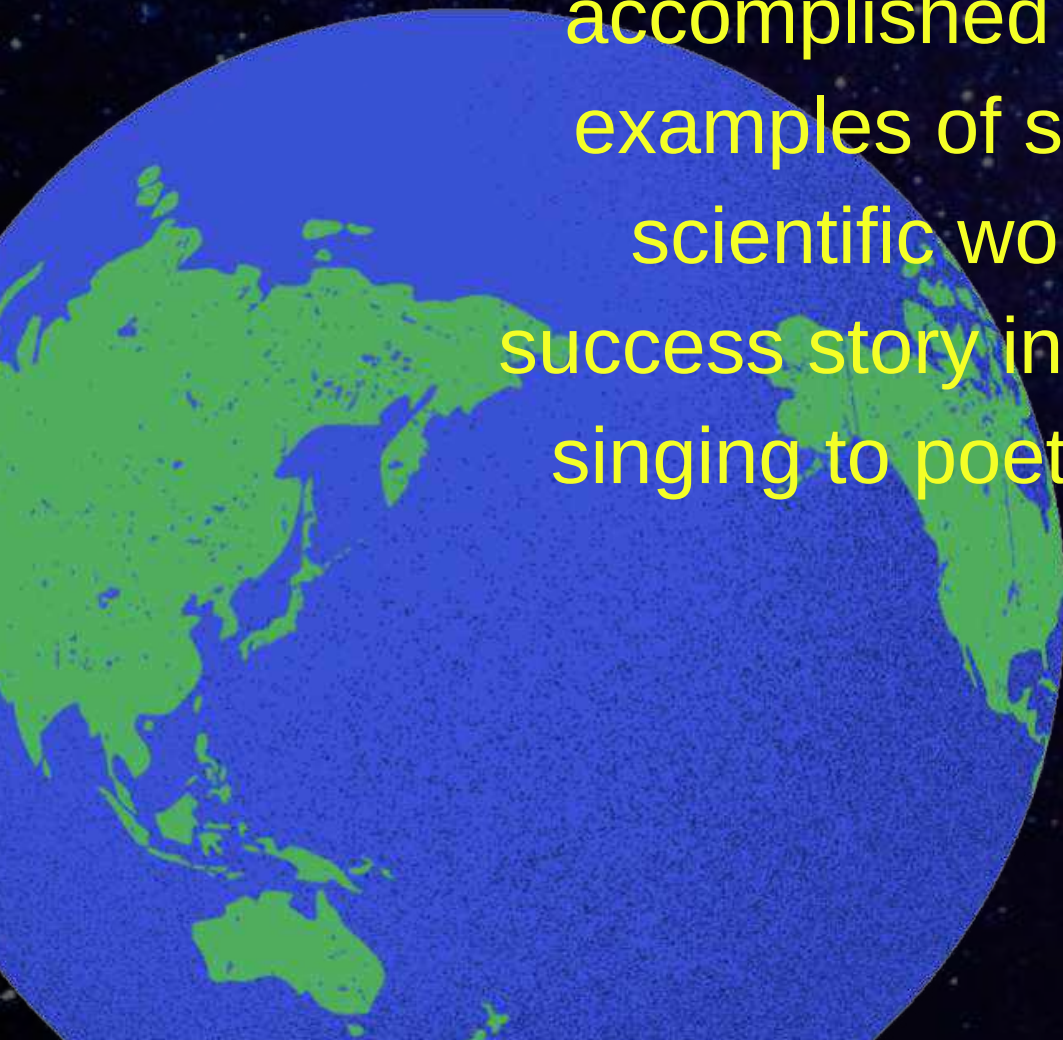 accomplished
examples of s
scientific wo
success story in
singing to poet